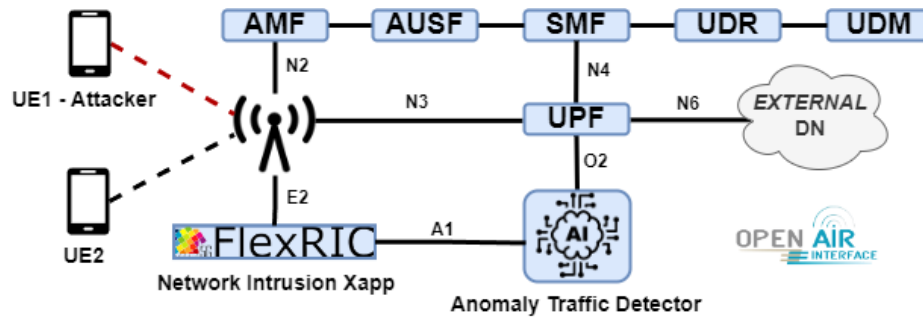 AMF
AUSF
SMF
UDR
UDM
N2
N4
UE1 - Attacker
N3
UPF
N6
EXTERNAL
DN
O2
E2
UE2
FlexRIC
A1
AI
OPEN AIR
INTERFACE
Network Intrusion Xapp
Anomaly Traffic Detector